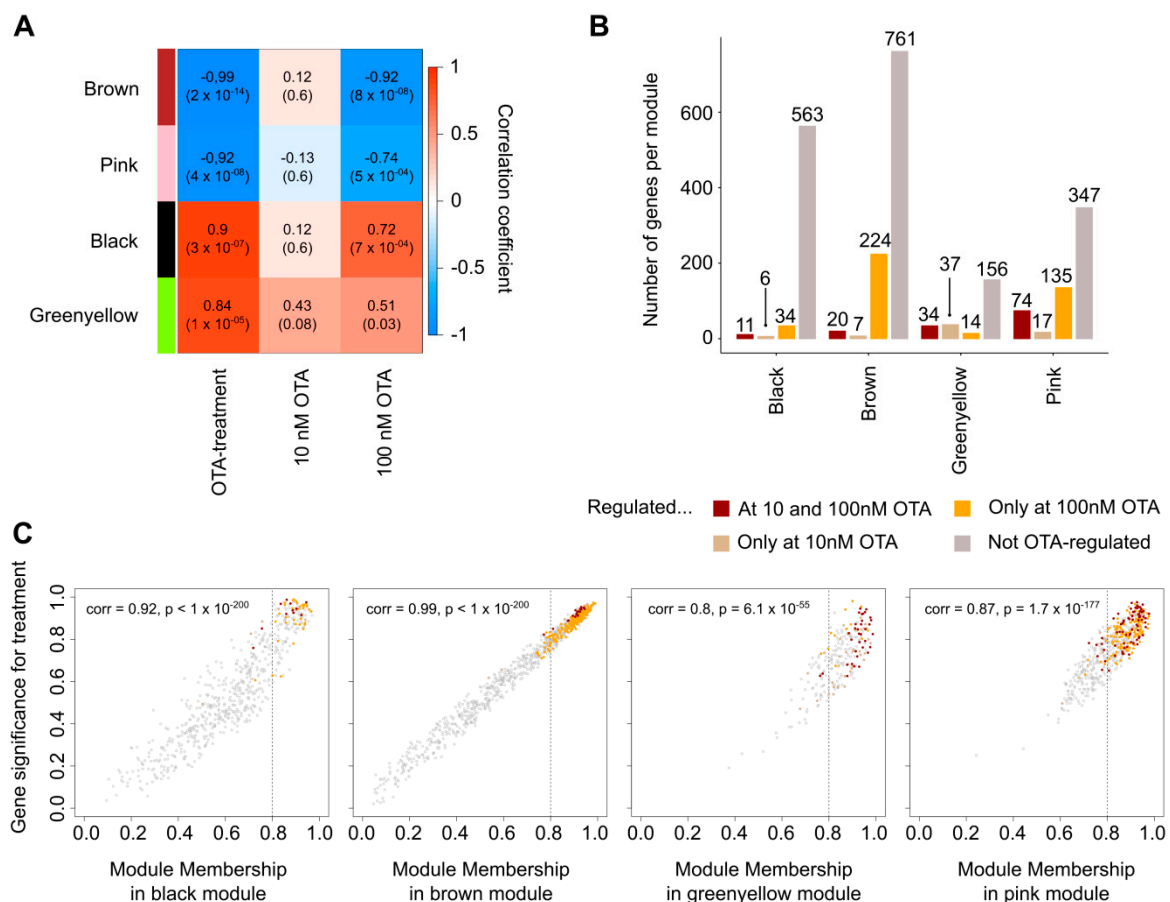 A
Brown
Pink
Black
Greenyellow
-0,99
(2 x 10⁻¹⁴)
0.12
(0.6)
-0.92
(8 x 10⁻⁰⁸)
-0,92
(4 x 10⁻⁰⁸)
-0.13
(0.6)
-0.74
(5 x 10⁻⁰⁴)
0.9
(3 x 10⁻⁰⁷)
0.12
(0.6)
0.72
(7 x 10⁻⁰⁴)
0.84
(1 x 10⁻⁰⁵)
0.43
(0.08)
0.51
(0.03)
OTA-treatment
10 nM OTA
100 nM OTA
1
0.5
0
-0.5
-1
Correlation coefficient
B
Number of genes per module
600
400
200
0
11
6
34
563
20
7
224
761
34
37
14
156
74
17
135
347
Black
Brown
Greenyellow
Pink
Regulated...
At 10 and 100nM OTA
Only at 100nM OTA
Only at 10nM OTA
Not OTA-regulated
C
Gene significance for treatment
1.0
0.8
0.6
0.4
0.2
0.0
corr = 0.92, p < 1 x 10⁻²⁰⁰
0.0 0.2 0.4 0.6 0.8 1.0
Module Membership
in black module
corr = 0.99, p < 1 x 10⁻²⁰⁰
0.0 0.2 0.4 0.6 0.8 1.0
Module Membership
in brown module
corr = 0.8, p = 6.1 x 10⁻⁵⁵
0.0 0.2 0.4 0.6 0.8 1.0
Module Membership
in greenyellow module
corr = 0.87, p = 1.7 x 10⁻¹⁷⁷
0.0 0.2 0.4 0.6 0.8 1.0
Module Membership
in pink module